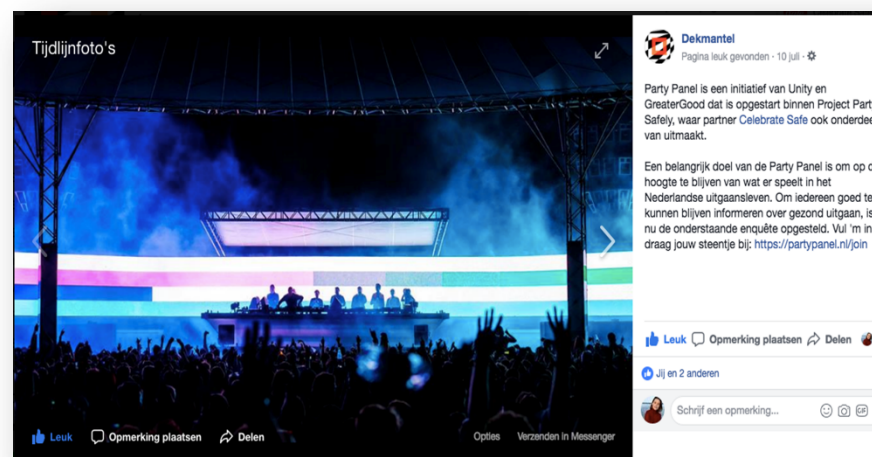 Tijdlijnfoto's
Dekmantel
Pagina leuk gevonden · 10 juli ·
Party Panel is een initiatief van Unity en
GreaterGood dat is opgestart binnen Project Part
Safely, waar partner Celebrate Safe ook onderdee
van uitmaakt.
Een belangrijk doel van de Party Panel is om op d
hoogte te blijven van wat er speelt in het
Nederlandse uitgaansleven. Om iedereen goed te
kunnen blijven informeren over gezond uitgaan, is
nu de onderstaande enquête opgesteld. Vul 'm in
draag jouw steentje bij: https://partypanel.nl/join
Leuk Opmerking plaatsen Delen
Jij en 2 anderen
Schrijf een opmerking... GIF
Leuk Opmerking plaatsen Delen Opties Verzenden in Messenger